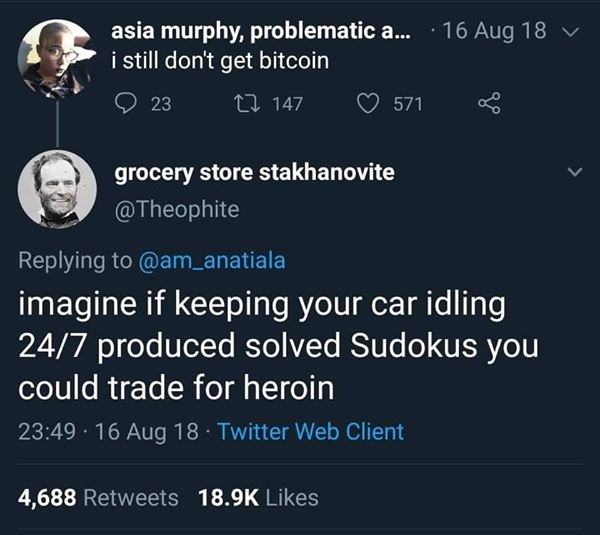 asia murphy, problematic a... · 16 Aug 18
i still don't get bitcoin
23 147 571
grocery store stakhanovite
@Theophite
Replying to @am_anatiala
imagine if keeping your car idling
24/7 produced solved Sudokus you
could trade for heroin
23:49 · 16 Aug 18 · Twitter Web Client
4,688 Retweets 18.9K Likes